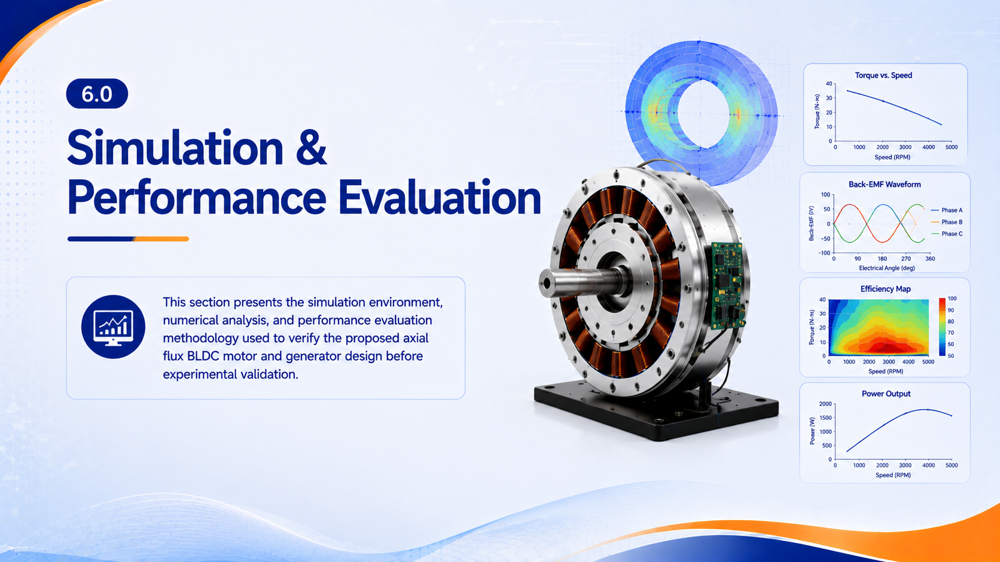 6.0
Simulation &
Performance Evaluation
This section presents the simulation environment,
numerical analysis, and performance evaluation
methodology used to verify the proposed axial
flux BLDC motor and generator design before
experimental validation.
Torque vs. Speed
40
30
20
10
0
Torque (N·m)
0 1000 2000 3000 4000 5000
Speed (RPM)
Back-EMF Waveform
100
50
0
-50
-100
Back-EMF (V)
Phase A
Phase B
Phase C
0 90 180 270 360
Electrical Angle (deg)
Efficiency Map
40
30
20
10
0
Torque (N·m)
100
90
80
70
60
50
0 1000 2000 3000 4000 5000
Speed (RPM)
Power Output
2000
1500
1000
500
0
Power (W)
0 1000 2000 3000 4000 5000
Speed (RPM)